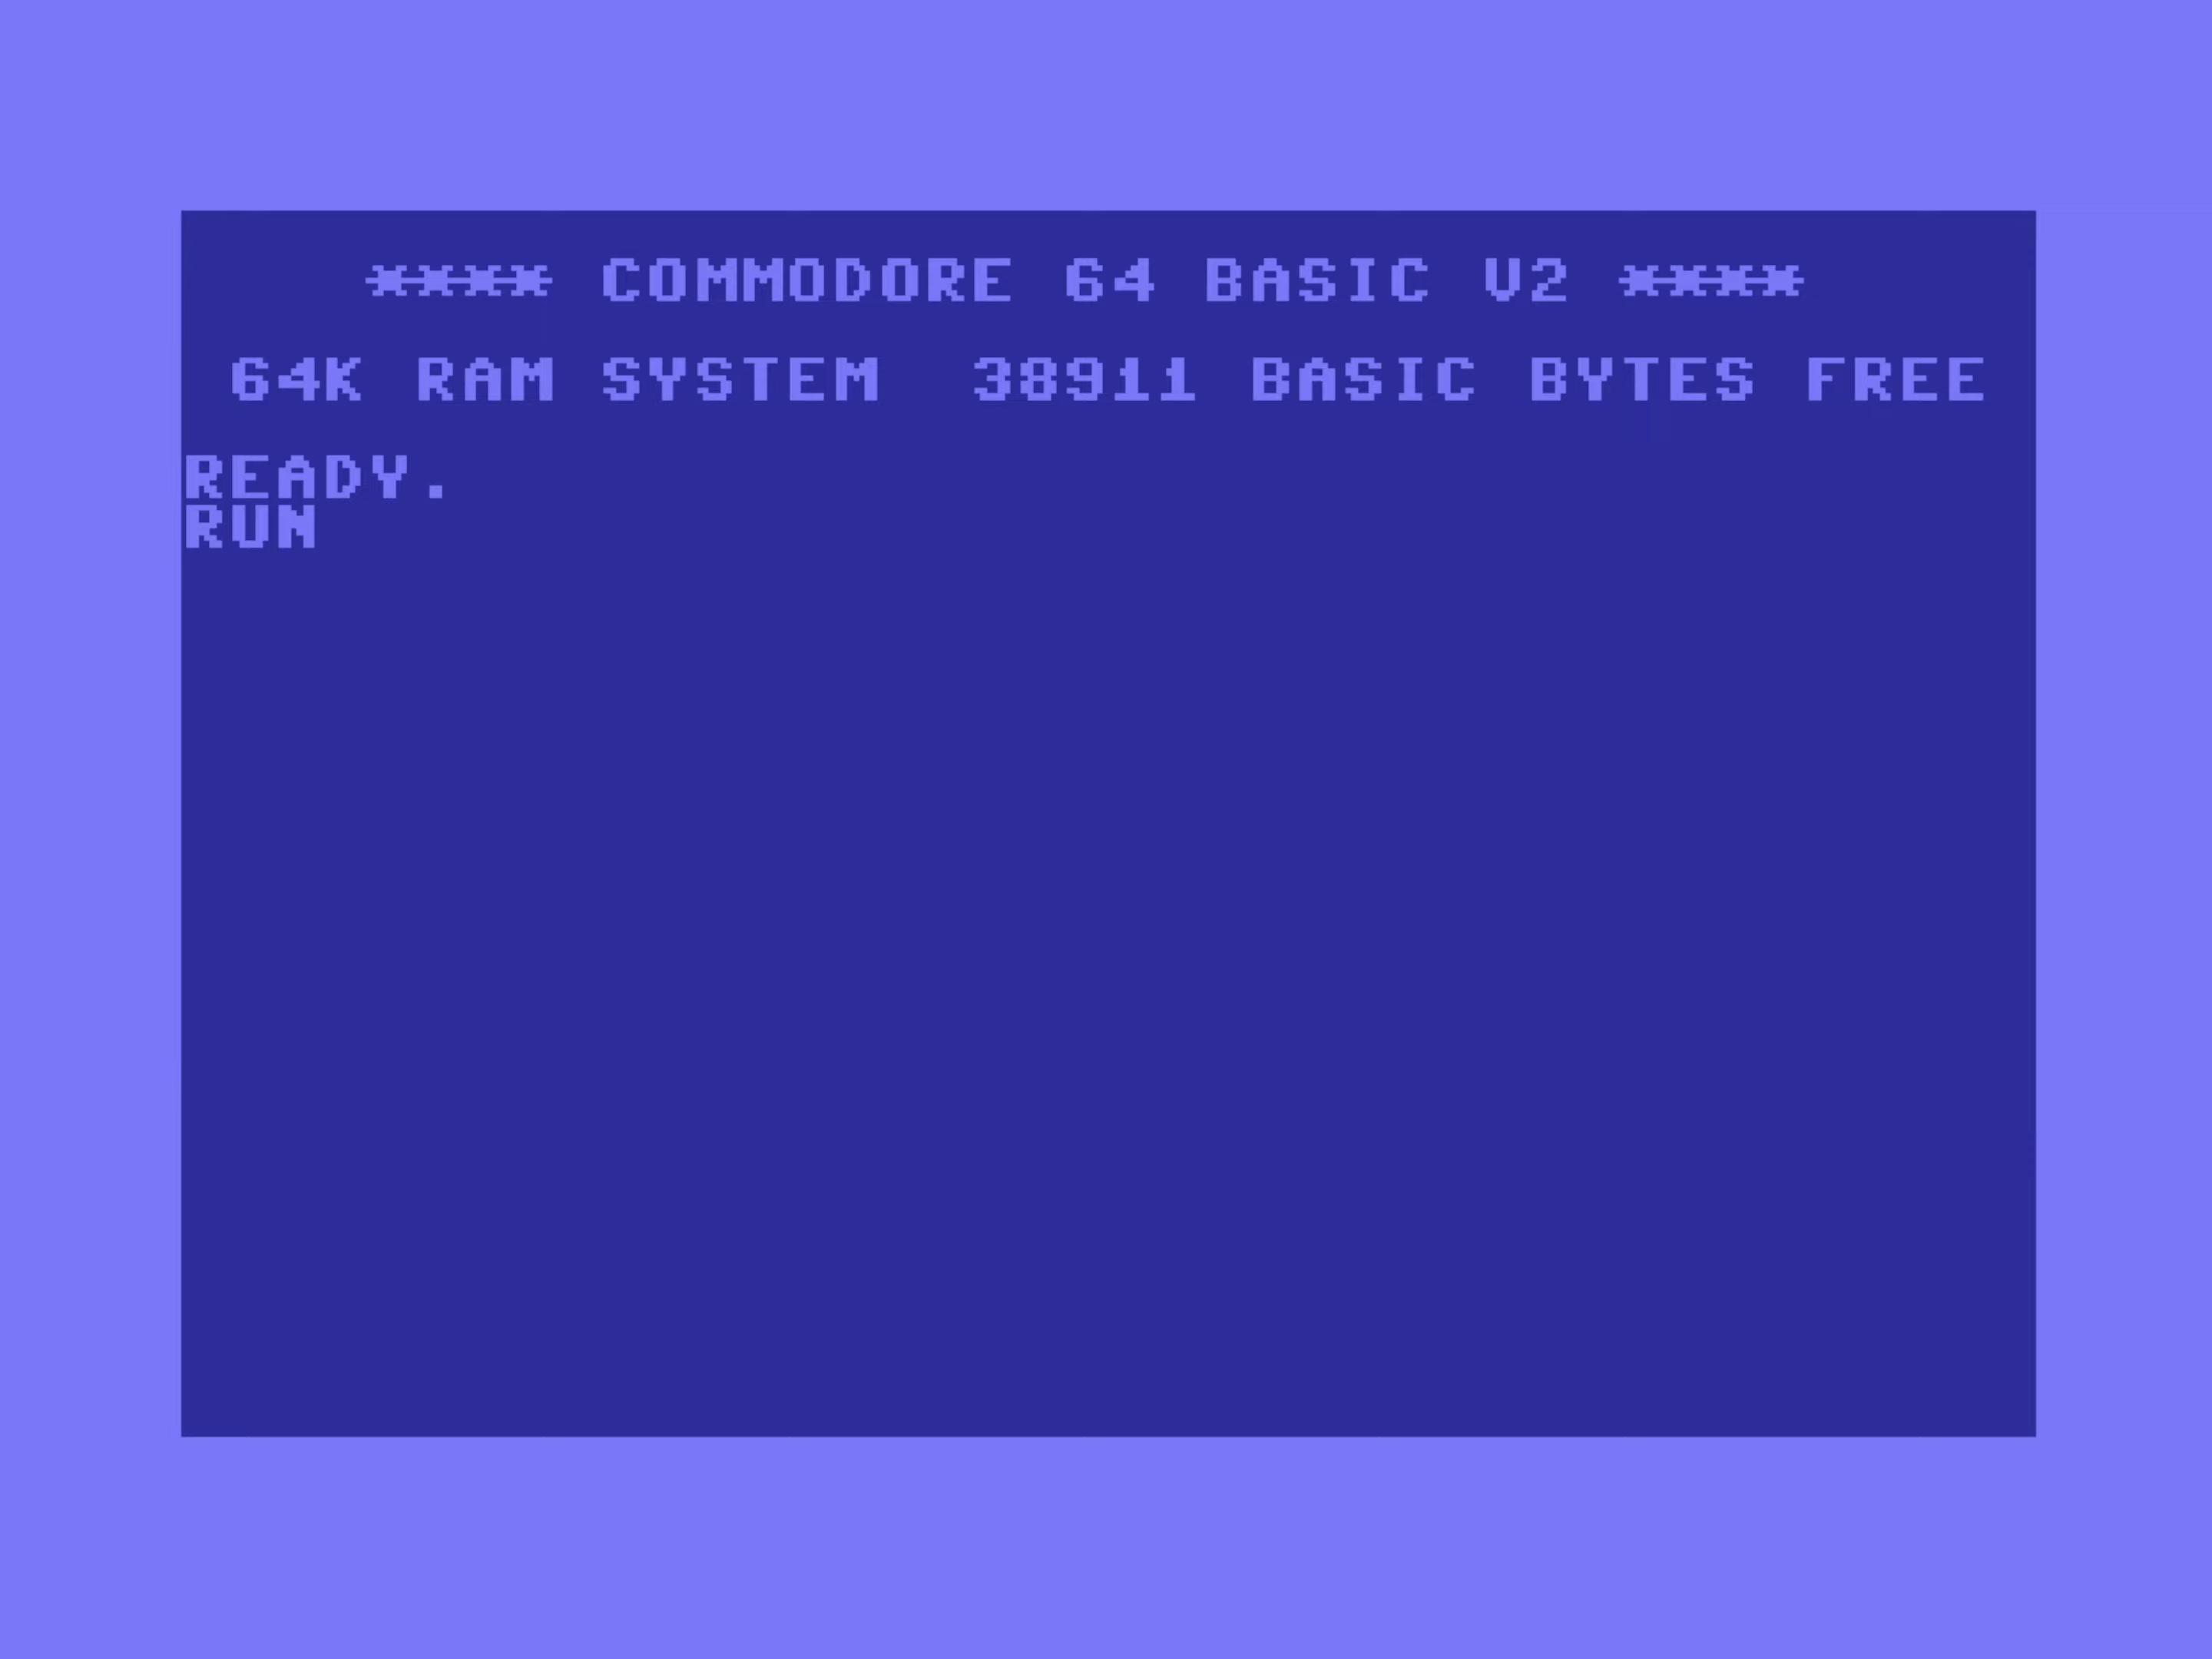 **** COMMODORE 64 BASIC V2 ****
64K RAM SYSTEM  38911 BASIC BYTES FREE
READY.
RUN